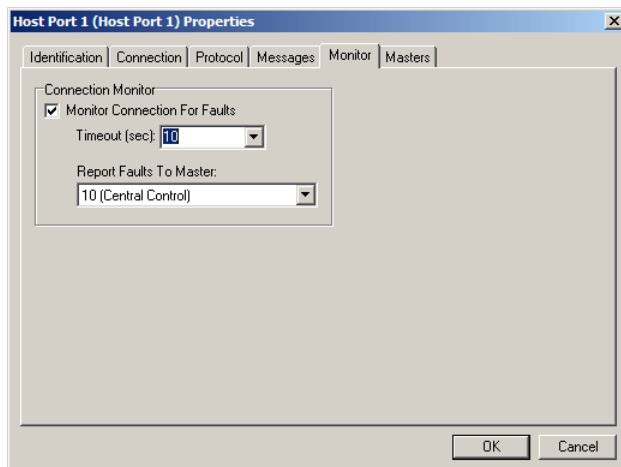 Host Port 1 (Host Port 1) Properties
Identification Connection Protocol Messages Monitor Masters
Connection Monitor
Monitor Connection For Faults
Timeout (sec): 10
Report Faults To Master:
10 (Central Control)
OK Cancel